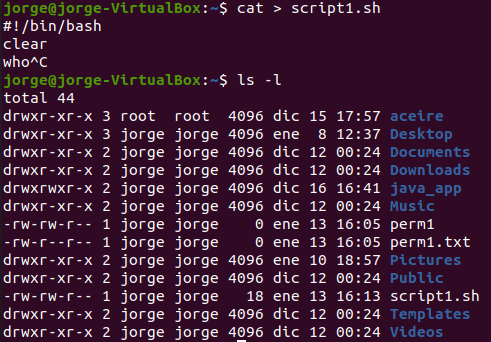 jorge@jorge-VirtualBox:~$ cat > script1.sh
#!/bin/bash
clear
who^C
jorge@jorge-VirtualBox:~$ ls -l
total 44
drwxr-xr-x 3 root  root  4096 dic 15 17:57 aceire
drwxr-xr-x 3 jorge jorge 4096 ene  8 12:37 Desktop
drwxr-xr-x 2 jorge jorge 4096 dic 12 00:24 Documents
drwxr-xr-x 2 jorge jorge 4096 dic 12 00:24 Downloads
drwxrwxr-x 2 jorge jorge 4096 dic 16 16:41 java_app
drwxr-xr-x 2 jorge jorge 4096 dic 12 00:24 Music
-rw-rw-r-- 1 jorge jorge    0 ene 13 16:05 perm1
-rw-r--r-- 1 jorge jorge    0 ene 13 16:05 perm1.txt
drwxr-xr-x 2 jorge jorge 4096 ene 10 18:57 Pictures
drwxr-xr-x 2 jorge jorge 4096 dic 12 00:24 Public
-rw-rw-r-- 1 jorge jorge   18 ene 13 16:13 script1.sh
drwxr-xr-x 2 jorge jorge 4096 dic 12 00:24 Templates
drwxr-xr-x 2 jorge jorge 4096 dic 12 00:24 Videos